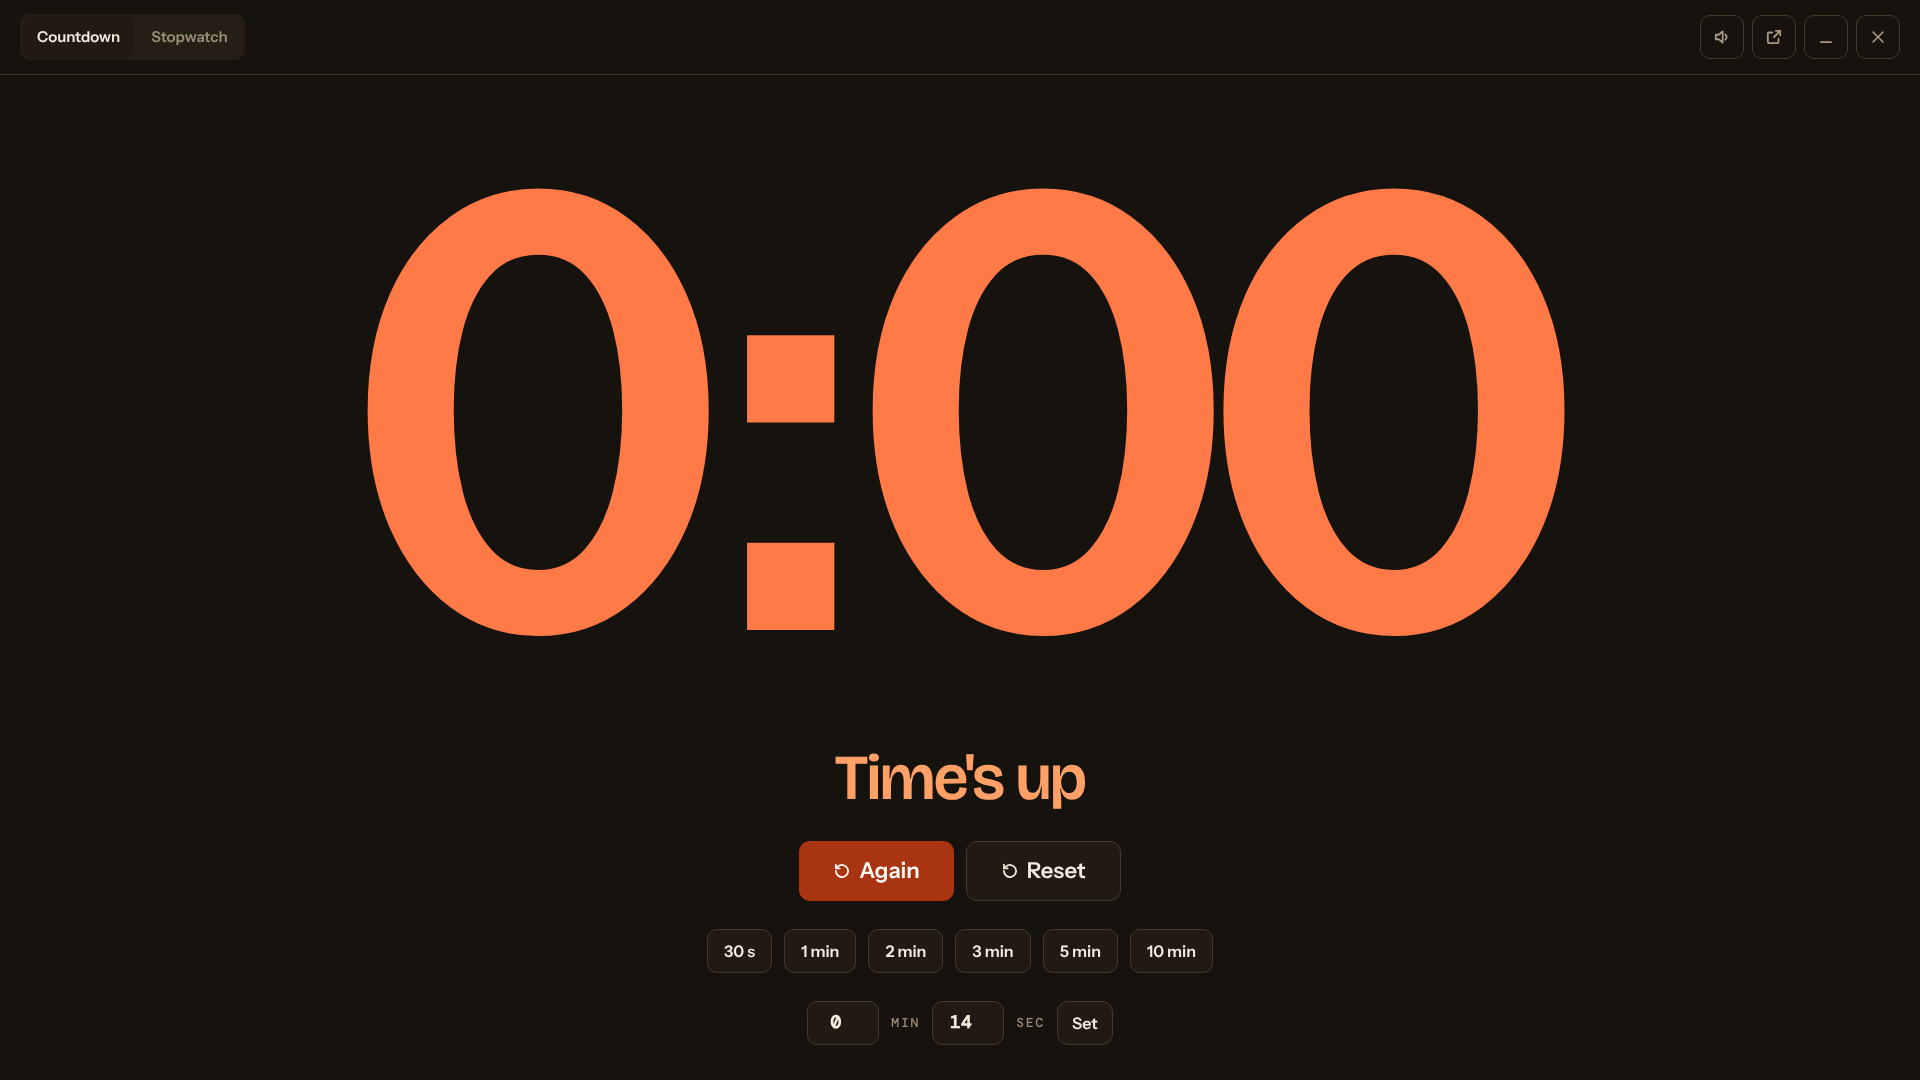 Countdown Stopwatch
0:00
Time's up
Again Reset
30 s 1 min 2 min 3 min 5 min 10 min
0 MIN 14 SEC Set